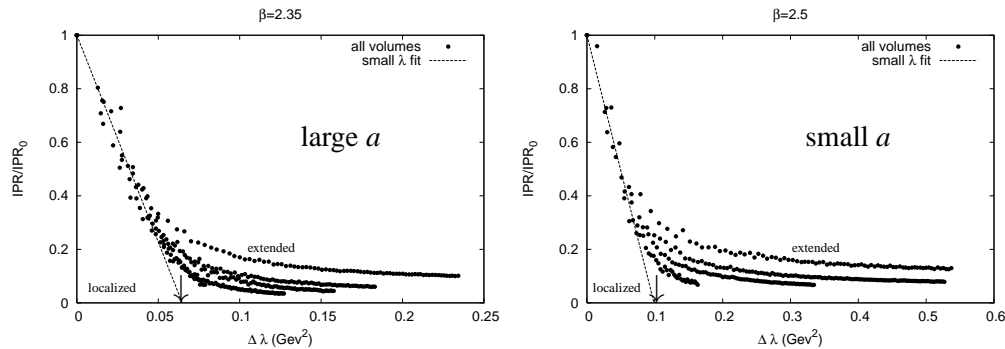 β=2.35
1
0.8
0.6
0.4
0.2
0
IPR/IPR₀
all volumes
small λ fit
large a
extended
localized
0
0.05
0.1
0.15
0.2
0.25
Δ λ (Gev²)
β=2.5
1
0.8
0.6
0.4
0.2
0
IPR/IPR₀
all volumes
small λ fit
small a
extended
localized
0
0.1
0.2
0.3
0.4
0.5
0.6
Δ λ (Gev²)